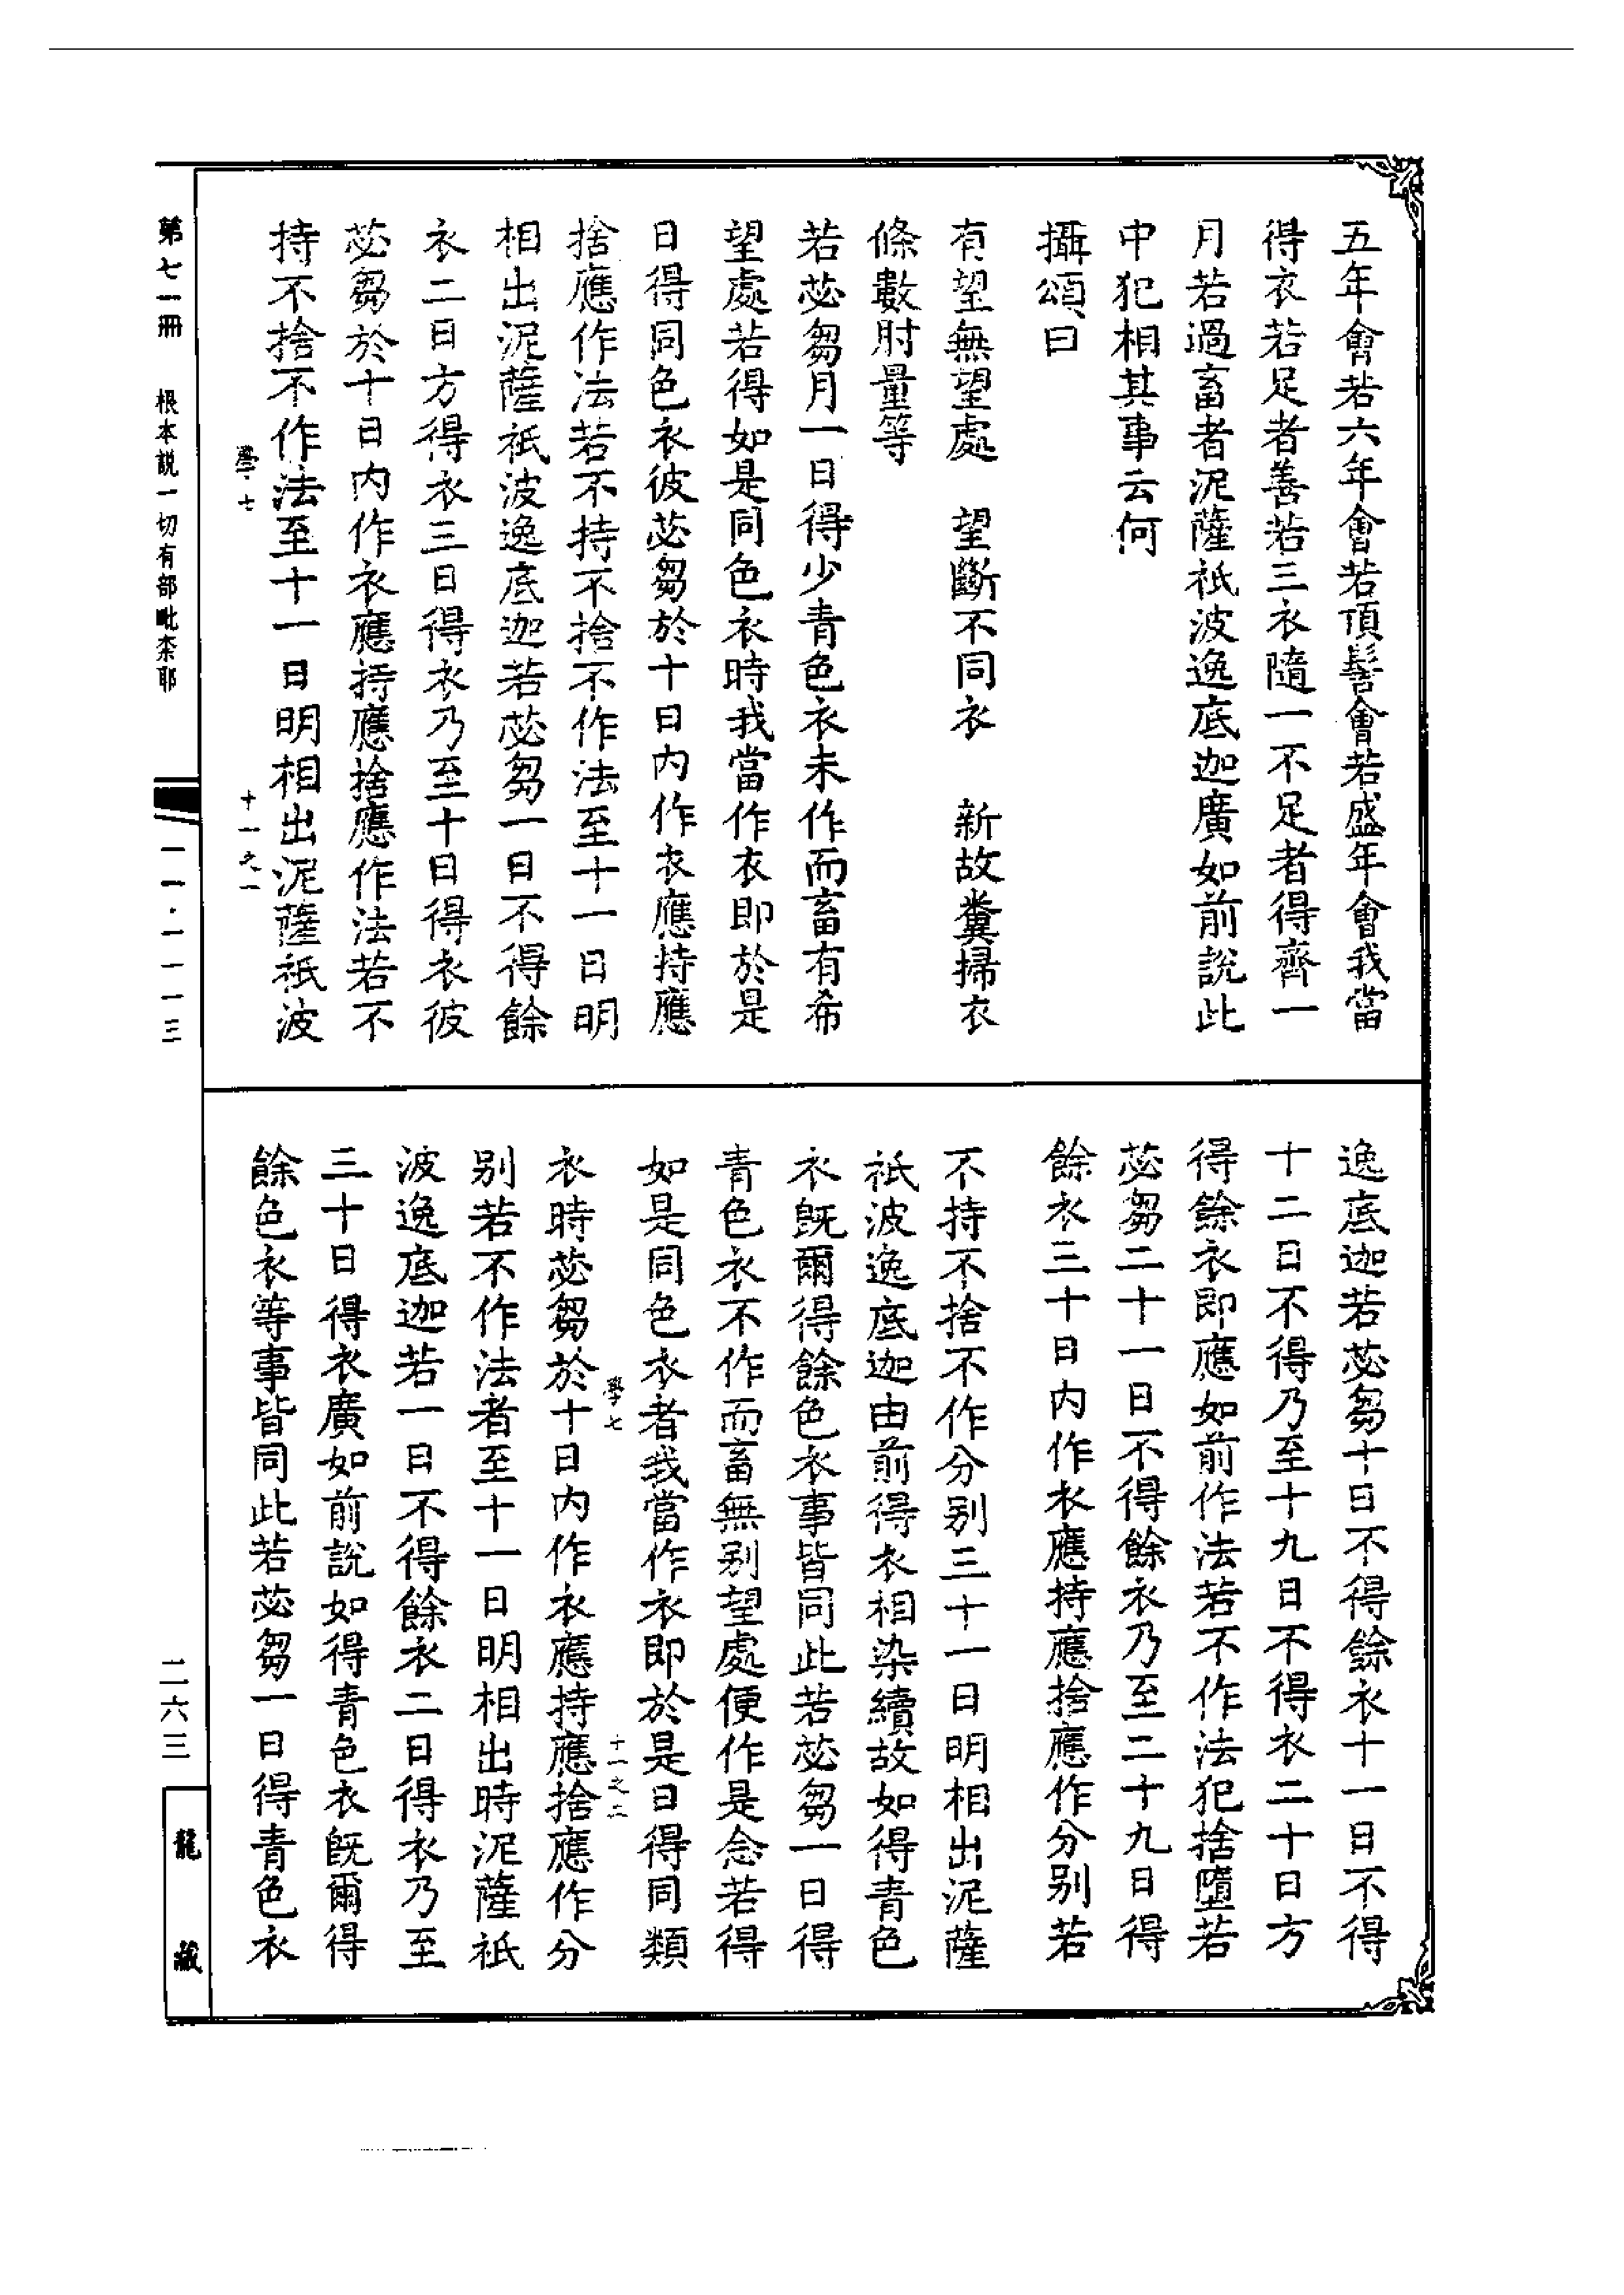 五年會若六年會若頂髻會若盛年會我當
得衣若足者善若三衣隨一不足者得齊一
月若過畜者泥薩祇波逸底迦廣如前說此
中犯相其事云何
攝頌曰
有望無望處　望斷不同衣　新故糞掃衣
條數肘量等
若苾芻月一日得少青色衣未作而畜有希
望處若得如是同色衣時我當作衣即於是
日得同色衣彼苾芻於十日內作衣應持應
捨應作法若不持不捨不作法至十一日明
相出泥薩祇波逸底迦若苾芻一日不得餘
衣二日方得衣三日得衣乃至十日得衣彼
苾芻於十日內作衣應持應捨應作法若不
持不捨不作法至十一日明相出泥薩祇波
學七　十一之一
逸底迦若苾芻十日不得餘衣十一日不得
十二日不得乃至十九日不得衣二十日方
得餘衣即應如前作法若不作法犯捨墮若
苾芻二十一日不得餘衣乃至二十九日得
餘衣三十日內作衣應持應捨應作分別若
不持不捨不作分別三十一日明相出泥薩
祇波逸底迦由前得衣相染續故如得青色
衣既爾得餘色衣事皆同此若苾芻一日得
青色衣不作而畜無別望處便作是念若得
如是同色衣者我當作衣即於是日得同類
學七　十一之二
衣時苾芻於十日內作衣應持應捨應作分
別若不作法者至十一日明相出時泥薩祇
波逸底迦若一日不得餘衣二日得衣乃至
三十日得衣廣如前說如得青色衣既爾得
餘色衣等事皆同此若苾芻一日得青色衣
第七一冊　根本說一切有部毗柰耶　一一·一一一三　二六三　龍藏